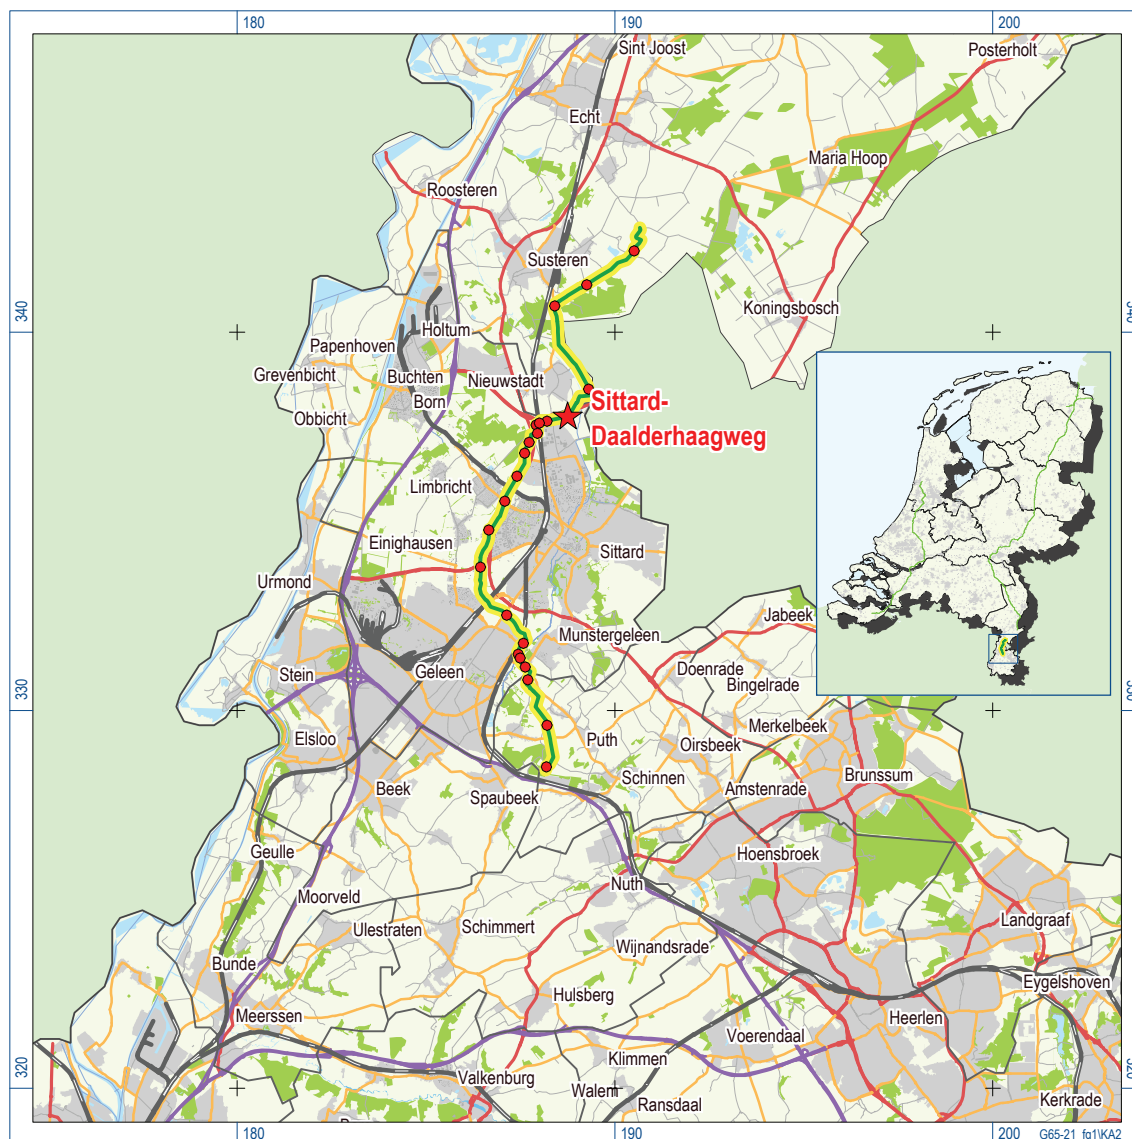 180
190
200
Sint Joost
Posterholt
Echt
Maria Hoop
Roosteren
Susteren
Koningsbosch
340
340
Holtum
Papenhoven
Grevenbicht
Buchten
Nieuwstadt
Born
Obbicht
Sittard-
Daalderhaagweg
Limbricht
Einighausen
Sittard
Urmond
Munstergeleen
Jabeek
Doenrade
Stein
Geleen
Bingelrade
330
330
Elsloo
Puth
Oirsbeek
Merkelbeek
Schinnen
Brunssum
Beek
Spaubeek
Amstenrade
Geulle
Hoensbroek
Nuth
Moorveld
Landgraaf
Ulestraten
Schimmert
Wijnandsrade
Bunde
Eygelshoven
Hulsberg
Meerssen
Heerlen
Voerendaal
Klimmen
320
320
Valkenburg
Walem
Ransdaal
Kerkrade
180
190
200
G65-21_fg1\KA2